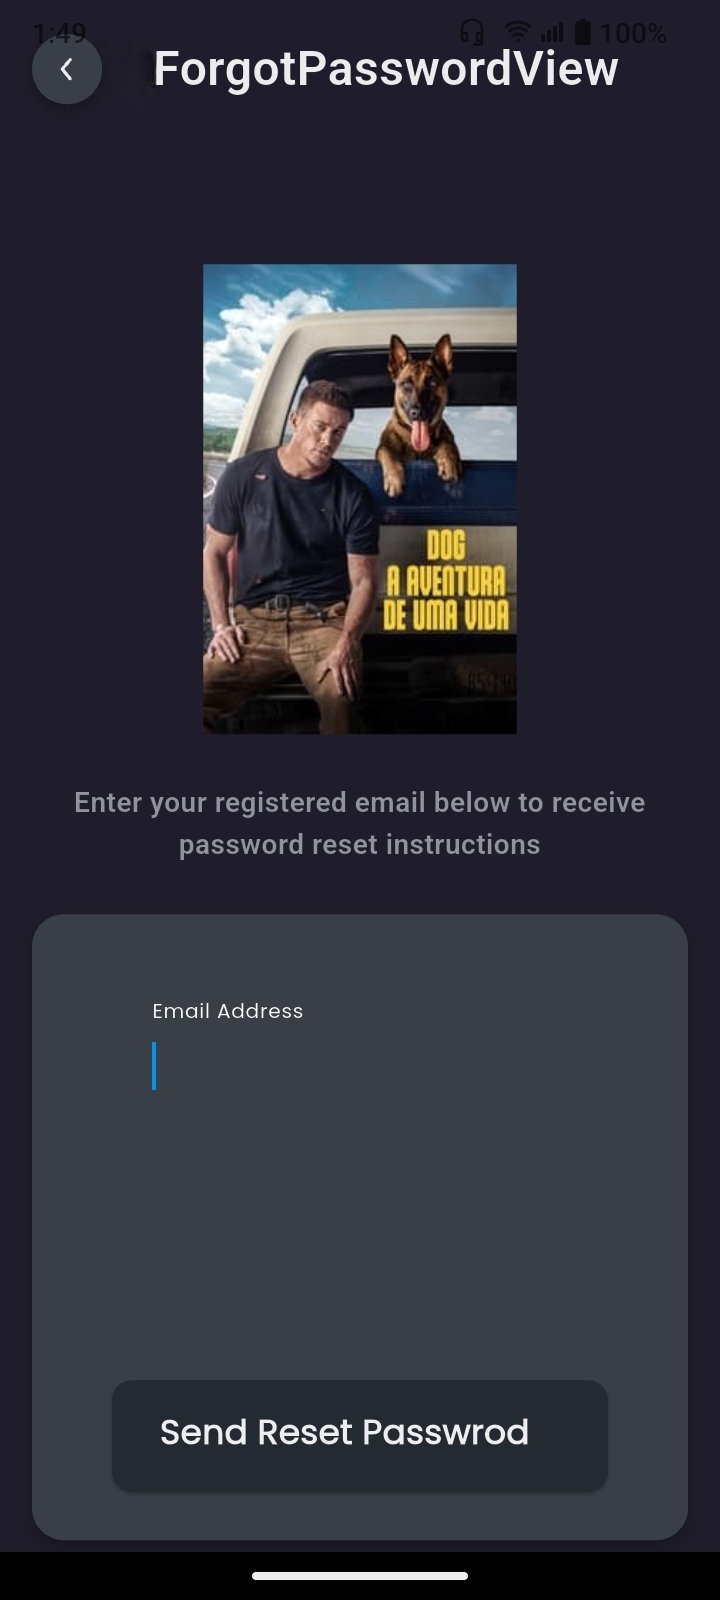 1:49
100%
ForgotPasswordView
DOG
A AVENTURA
DE UMA VIDA
Enter your registered email below to receive
password reset instructions
Email Address
Send Reset Passwrod